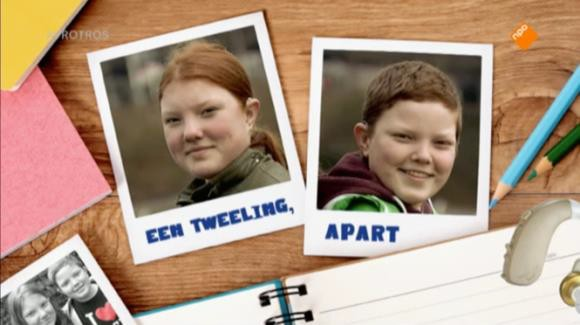 AVROTROS
npo
EEN TWEELING,
APART
I ♥